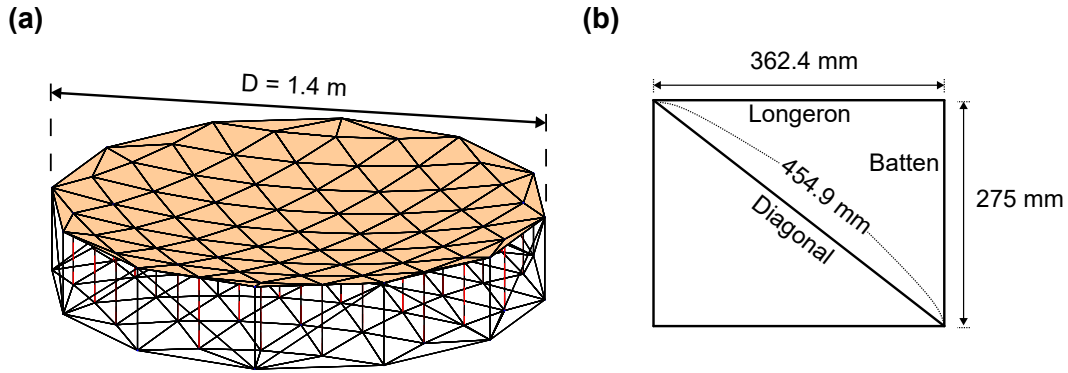 (a)
D = 1.4 m
(b)
362.4 mm
Longeron
Batten
454.9 mm
Diagonal
275 mm